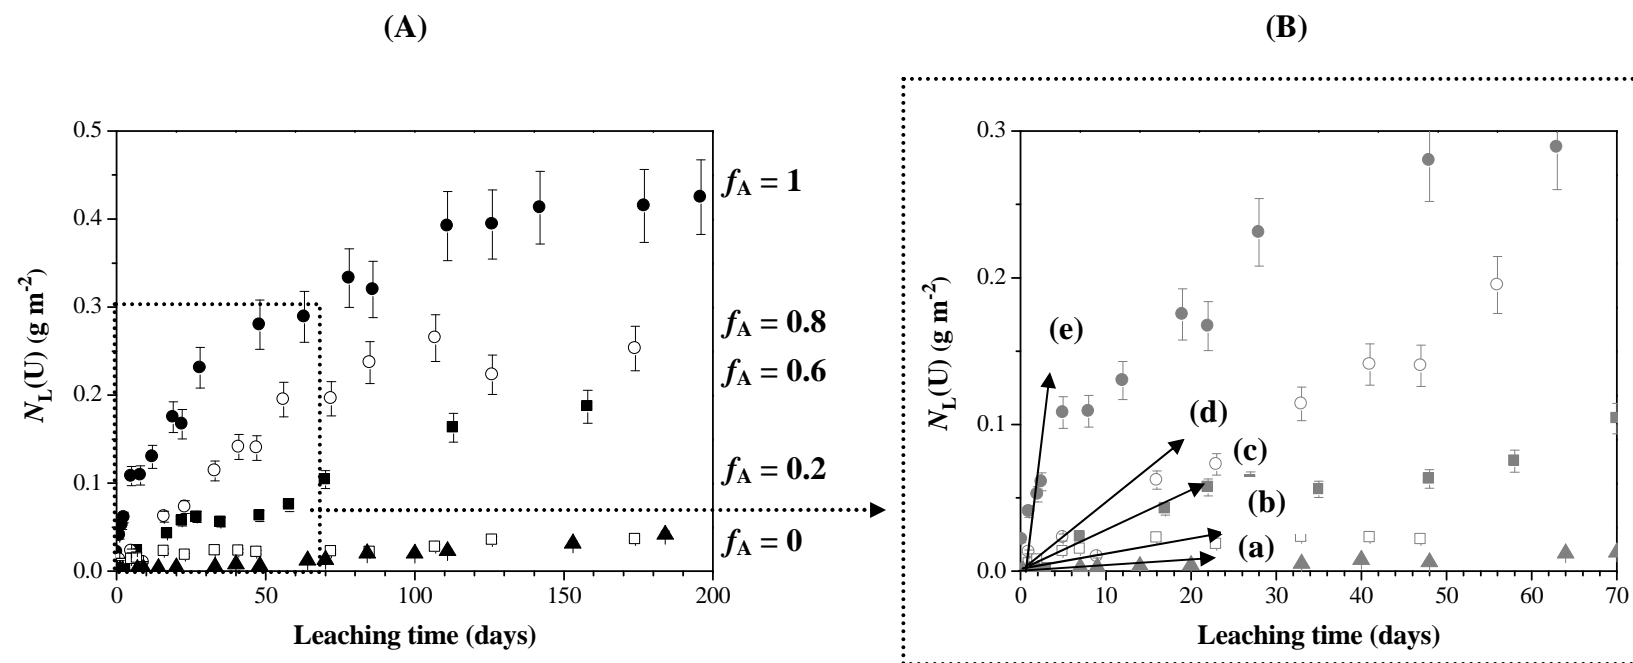 (A)
(B)
0.5
0.4
0.3
0.2
0.1
0.0
N_L(U) (g m⁻²)
0
50
100
150
200
Leaching time (days)
f_A = 1
f_A = 0.8
f_A = 0.6
f_A = 0.2
f_A = 0
0.3
0.2
0.1
0.0
N_L(U) (g m⁻²)
(e)
(d)
(c)
(b)
(a)
0
10
20
30
40
50
60
70
Leaching time (days)